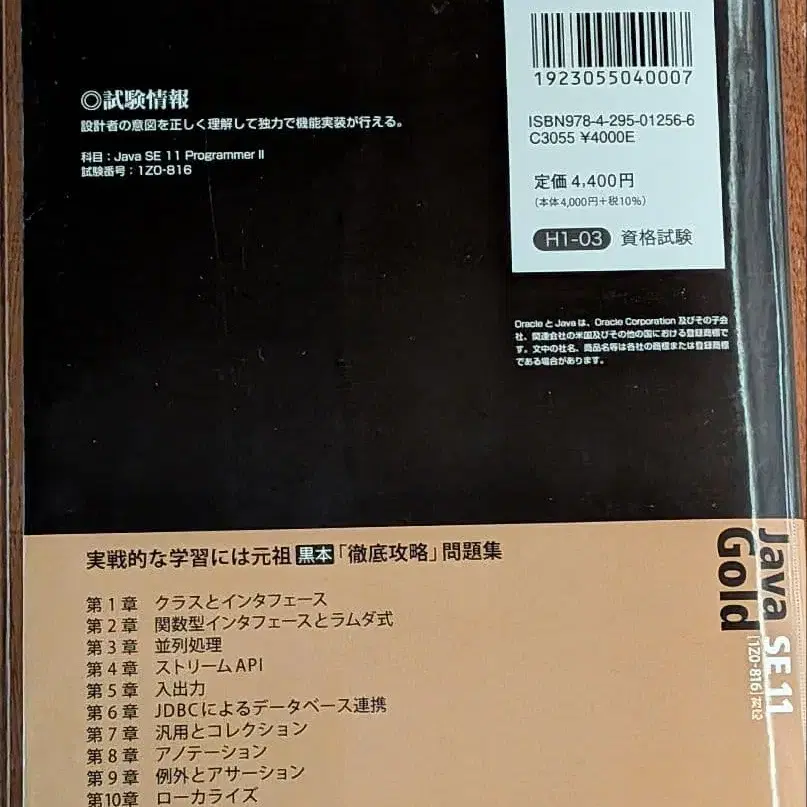 1923055040007
ISBN978-4-295-01256-6
C3055 ¥4000E
定価 4,400円
(本体4,000円+税10%)
H1-03 資格試験
◎試験情報
設計者の意図を正しく理解して独力で機能実装が行える。
科目:Java SE 11 Programmer II
試験番号:1Z0-816
OracleとJavaは、Oracle Corporation 及びその子会
社、関連会社の米国及びその他の国における登録商標で
す。文中の社名、商品名等は各社の商標または登録商標
である場合があります。
実戦的な学習には元祖 黒本「徹底攻略」問題集
第1章 クラスとインタフェース
第2章 関数型インタフェースとラムダ式
第3章 並列処理
第4章 ストリームAPI
第5章 入出力
第6章 JDBCによるデータベース連携
第7章 汎用とコレクション
第8章 アノテーション
第9章 例外とアサーション
第10章 ローカライズ
Java SE 11
Gold
[1Z0-816]対応